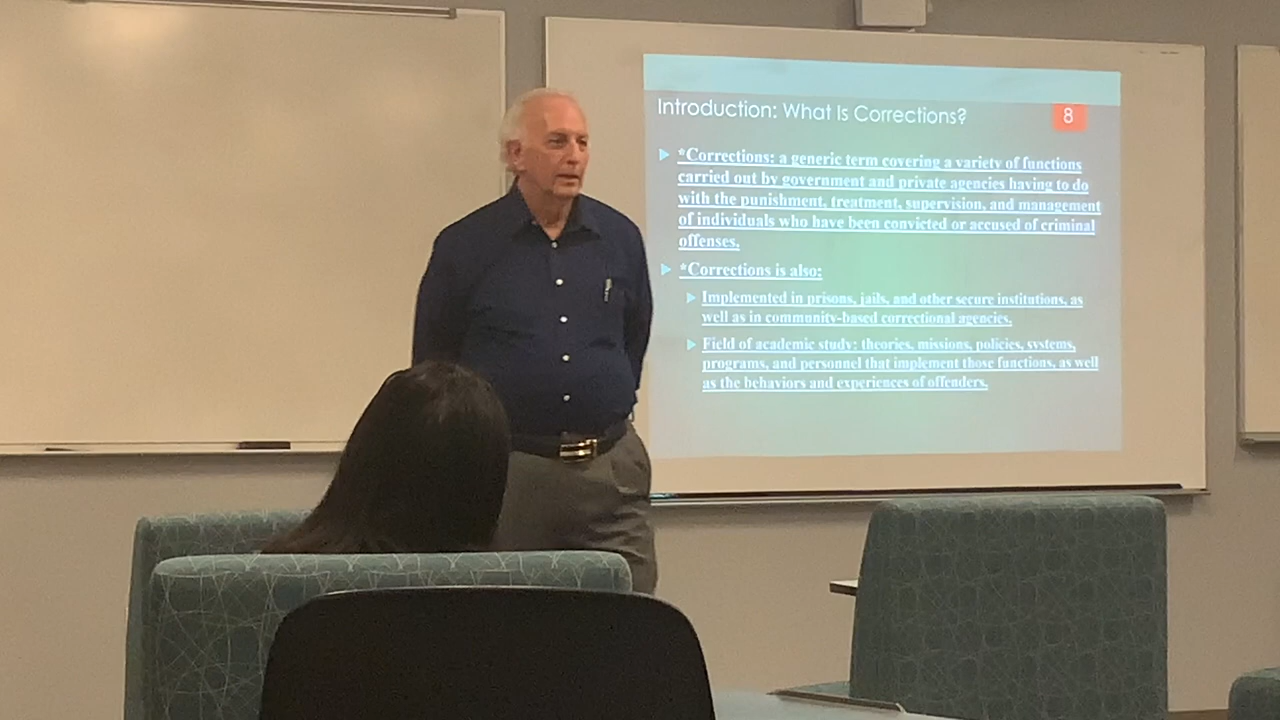 Introduction: What Is Corrections?
8
*Corrections: a generic term covering a variety of functions
carried out by government and private agencies having to do
with the punishment, treatment, supervision, and management
of individuals who have been convicted or accused of criminal
offenses.
*Corrections is also:
Implemented in prisons, jails, and other secure institutions, as
well as in community-based correctional agencies.
Field of academic study: theories, missions, policies, systems,
programs, and personnel that implement those functions, as well
as the behaviors and experiences of offenders.